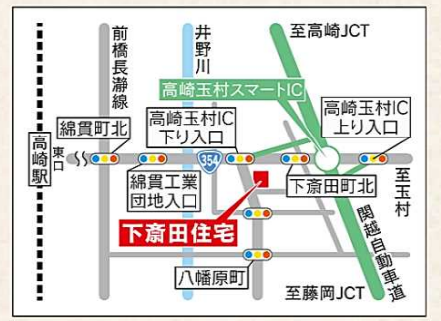 前橋長瀞線
井野川
至高崎JCT
高崎玉村スマートIC
綿貫町北
高崎玉村IC
下り入口
高崎玉村IC
上り入口
高崎駅
東口
354
綿貫工業
団地入口
下斎田町北
至玉村
下斎田住宅
関越自動車道
八幡原町
至藤岡JCT